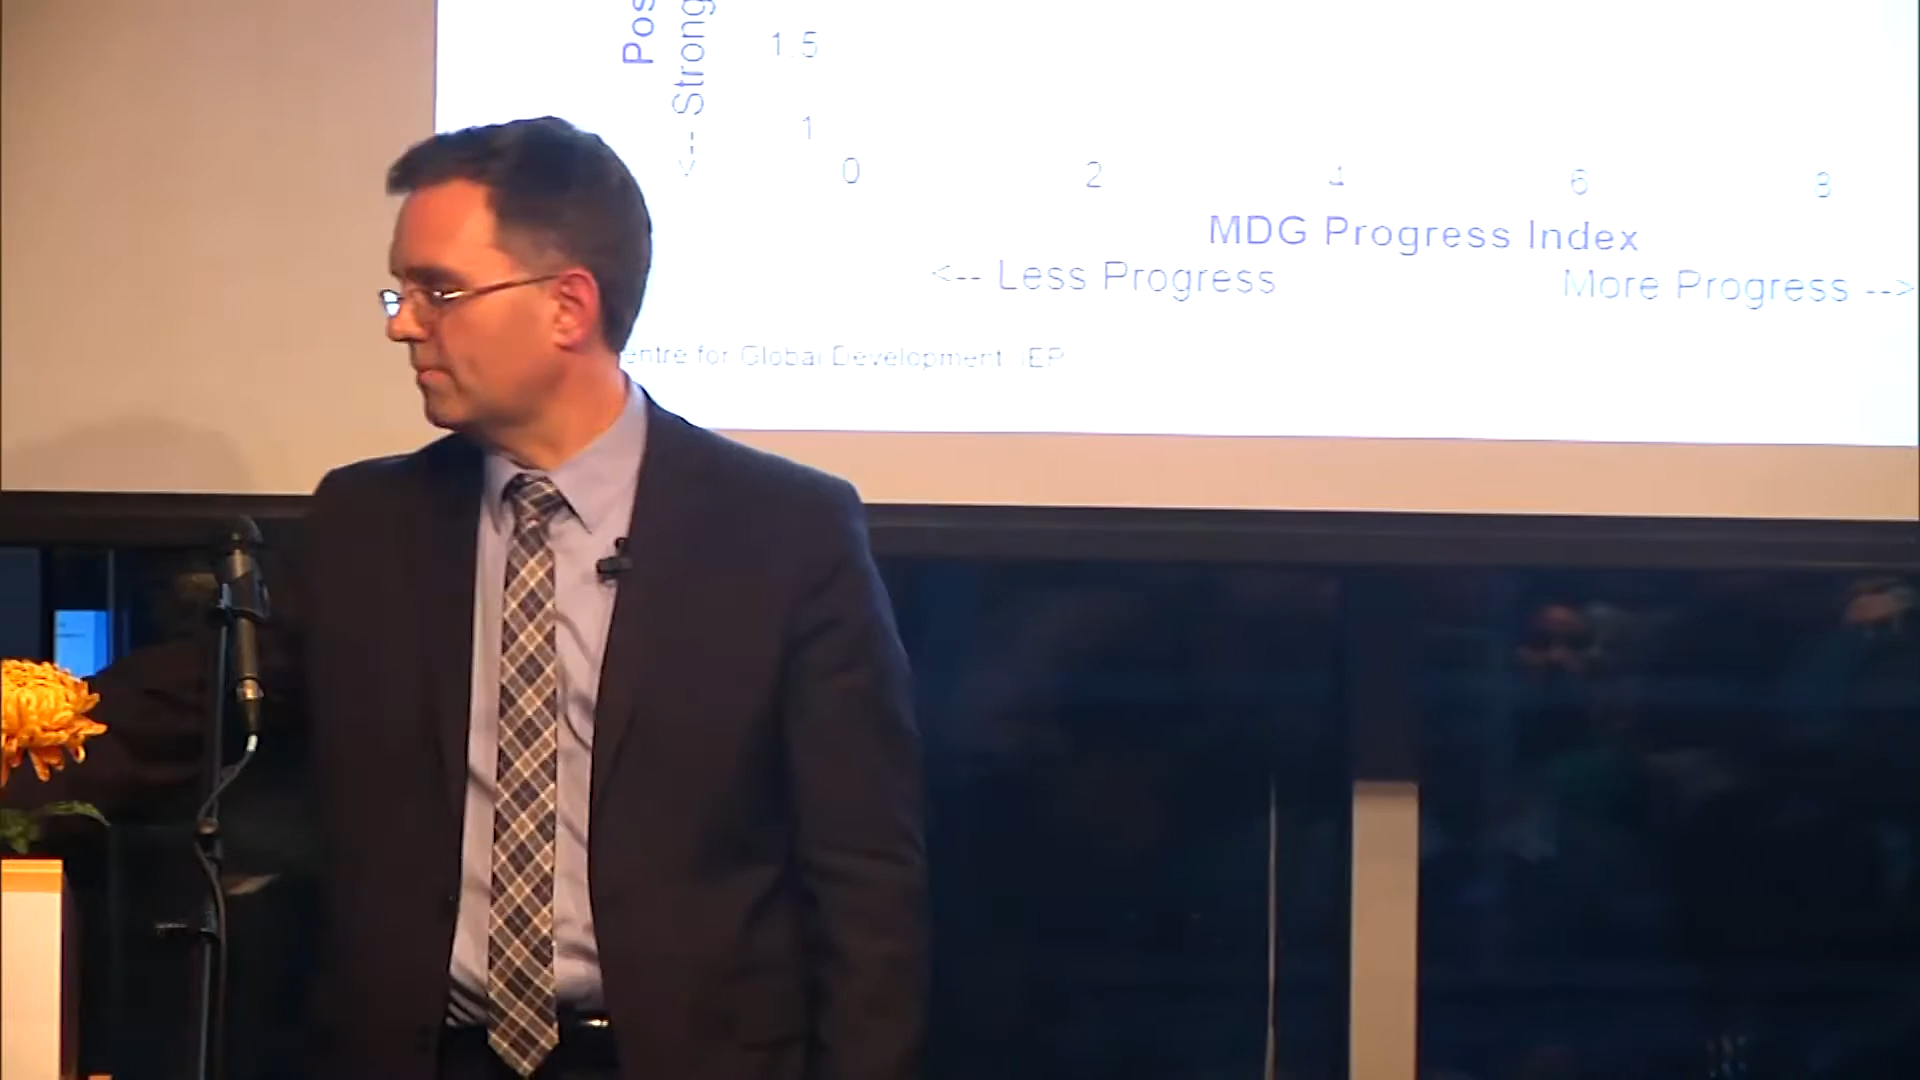 Pos
<-- Strong
1.5
1
0 2 4 6 8
MDG Progress Index
<-- Less Progress More Progress -->
entre for Global Development IEP